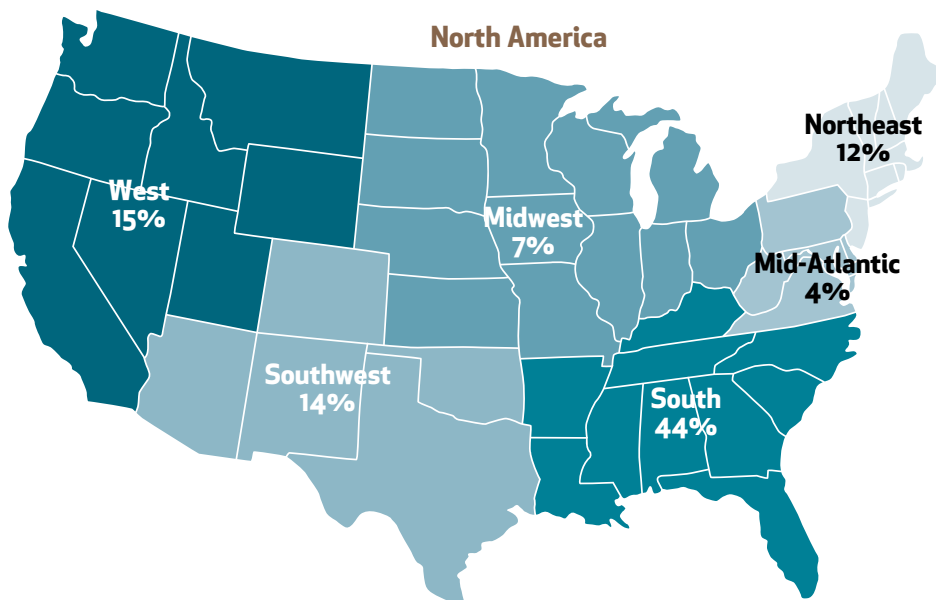 North America
Northeast
12%
West
15%
Midwest
7%
Mid-Atlantic
4%
Southwest
14%
South
44%